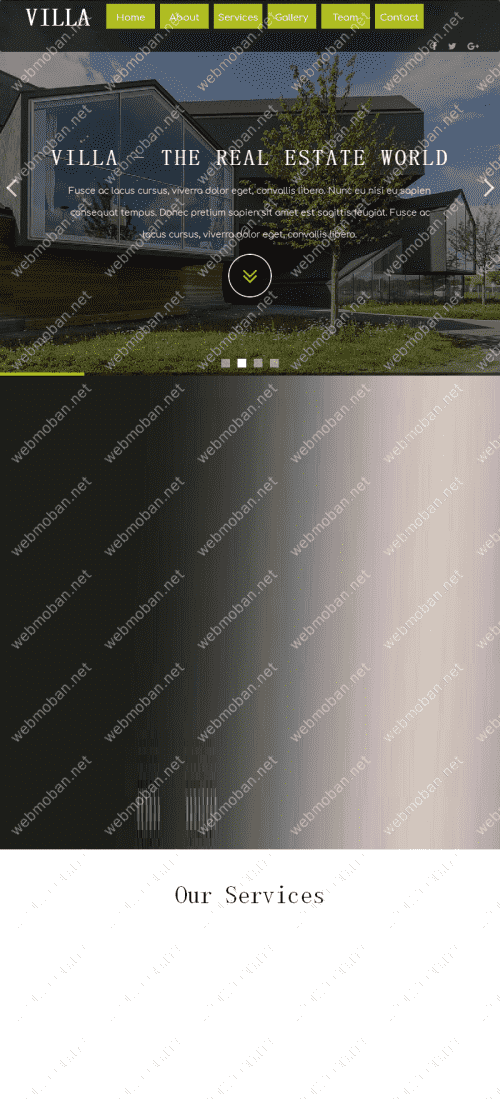 VILLA
Home About Services Gallery Team Contact
VILLA THE REAL ESTATE WORLD
Fusce ac lacus cursus, viverra dolor eget, convallis libero. Nunc eu nisl eu sapien
consequat tempus. Donec pretium sapien sit amet est sagittis feugiat. Fusce ac
lacus cursus, viverra dolor eget, convallis libero.
Our Services
webmoban.net